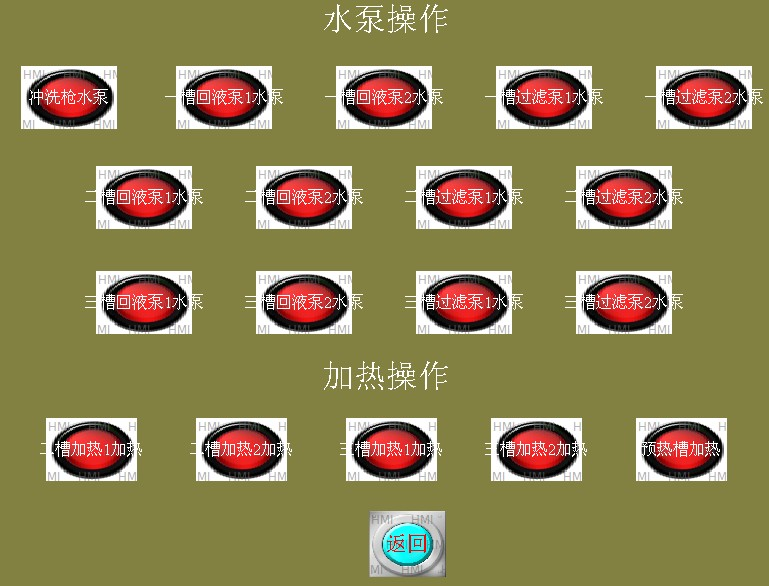 水泵操作
冲洗枪水泵 一槽回液泵1水泵 一槽回液泵2水泵 一槽过滤泵1水泵 一槽过滤泵2水泵
二槽回液泵1水泵 二槽回液泵2水泵 二槽过滤泵1水泵 二槽过滤泵2水泵
三槽回液泵1水泵 三槽回液泵2水泵 三槽过滤泵1水泵 三槽过滤泵2水泵
加热操作
二槽加热1加热 二槽加热2加热 三槽加热1加热 三槽加热2加热 预热槽加热
返回